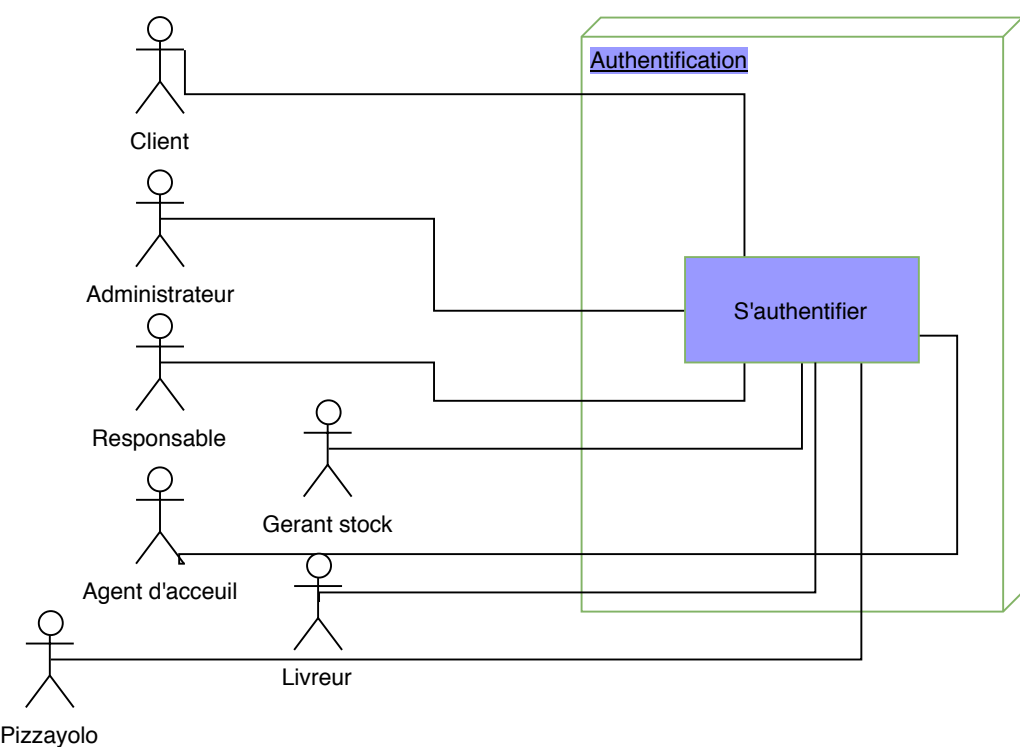 Authentification
Client
Administrateur
S'authentifier
Responsable
Gerant stock
Agent d'acceuil
Livreur
Pizzayolo